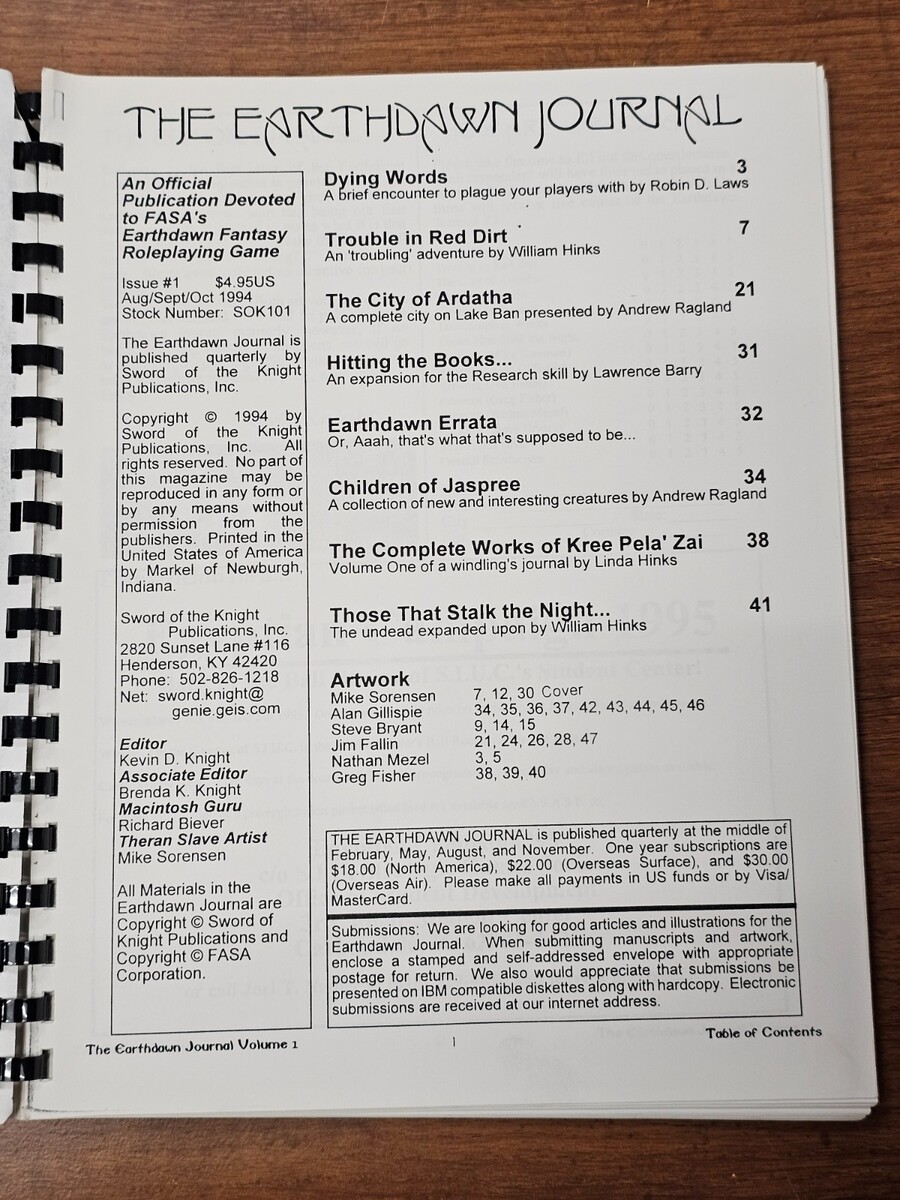 THE EARTHDAWN JOURNAL
An Official
Publication Devoted
to FASA's
Earthdawn Fantasy
Roleplaying Game
Issue #1 $4.95US
Aug/Sept/Oct 1994
Stock Number: SOK101
The Earthdawn Journal is
published quarterly by
Sword of the Knight
Publications, Inc.
Copyright © 1994 by
Sword of the Knight
Publications, Inc. All
rights reserved. No part of
this magazine may be
reproduced in any form or
by any means without
permission from the
publishers. Printed in the
United States of America
by Markel of Newburgh,
Indiana.
Sword of the Knight
Publications, Inc.
2820 Sunset Lane #116
Henderson, KY 42420
Phone: 502-826-1218
Net: sword.knight@
genie.geis.com
Editor
Kevin D. Knight
Associate Editor
Brenda K. Knight
Macintosh Guru
Richard Biever
Theran Slave Artist
Mike Sorensen
All Materials in the
Earthdawn Journal are
Copyright © Sword of
Knight Publications and
Copyright © FASA
Corporation.
Dying Words 3
A brief encounter to plague your players with by Robin D. Laws
Trouble in Red Dirt 7
An 'troubling' adventure by William Hinks
The City of Ardatha 21
A complete city on Lake Ban presented by Andrew Ragland
Hitting the Books... 31
An expansion for the Research skill by Lawrence Barry
Earthdawn Errata 32
Or, Aaah, that's what that's supposed to be...
Children of Jaspree 34
A collection of new and interesting creatures by Andrew Ragland
The Complete Works of Kree Pela' Zai 38
Volume One of a windling's journal by Linda Hinks
Those That Stalk the Night... 41
The undead expanded upon by William Hinks
Artwork
Mike Sorensen 7, 12, 30 Cover
Alan Gillispie 34, 35, 36, 37, 42, 43, 44, 45, 46
Steve Bryant 9, 14, 15
Jim Fallin 21, 24, 26, 28, 47
Nathan Mezel 3, 5
Greg Fisher 38, 39, 40
THE EARTHDAWN JOURNAL is published quarterly at the middle of
February, May, August, and November. One year subscriptions are
$18.00 (North America), $22.00 (Overseas Surface), and $30.00
(Overseas Air). Please make all payments in US funds or by Visa/
MasterCard.
Submissions: We are looking for good articles and illustrations for the
Earthdawn Journal. When submitting manuscripts and artwork,
enclose a stamped and self-addressed envelope with appropriate
postage for return. We also would appreciate that submissions be
presented on IBM compatible diskettes along with hardcopy. Electronic
submissions are received at our internet address.
The Earthdawn Journal Volume 1 1 Table of Contents